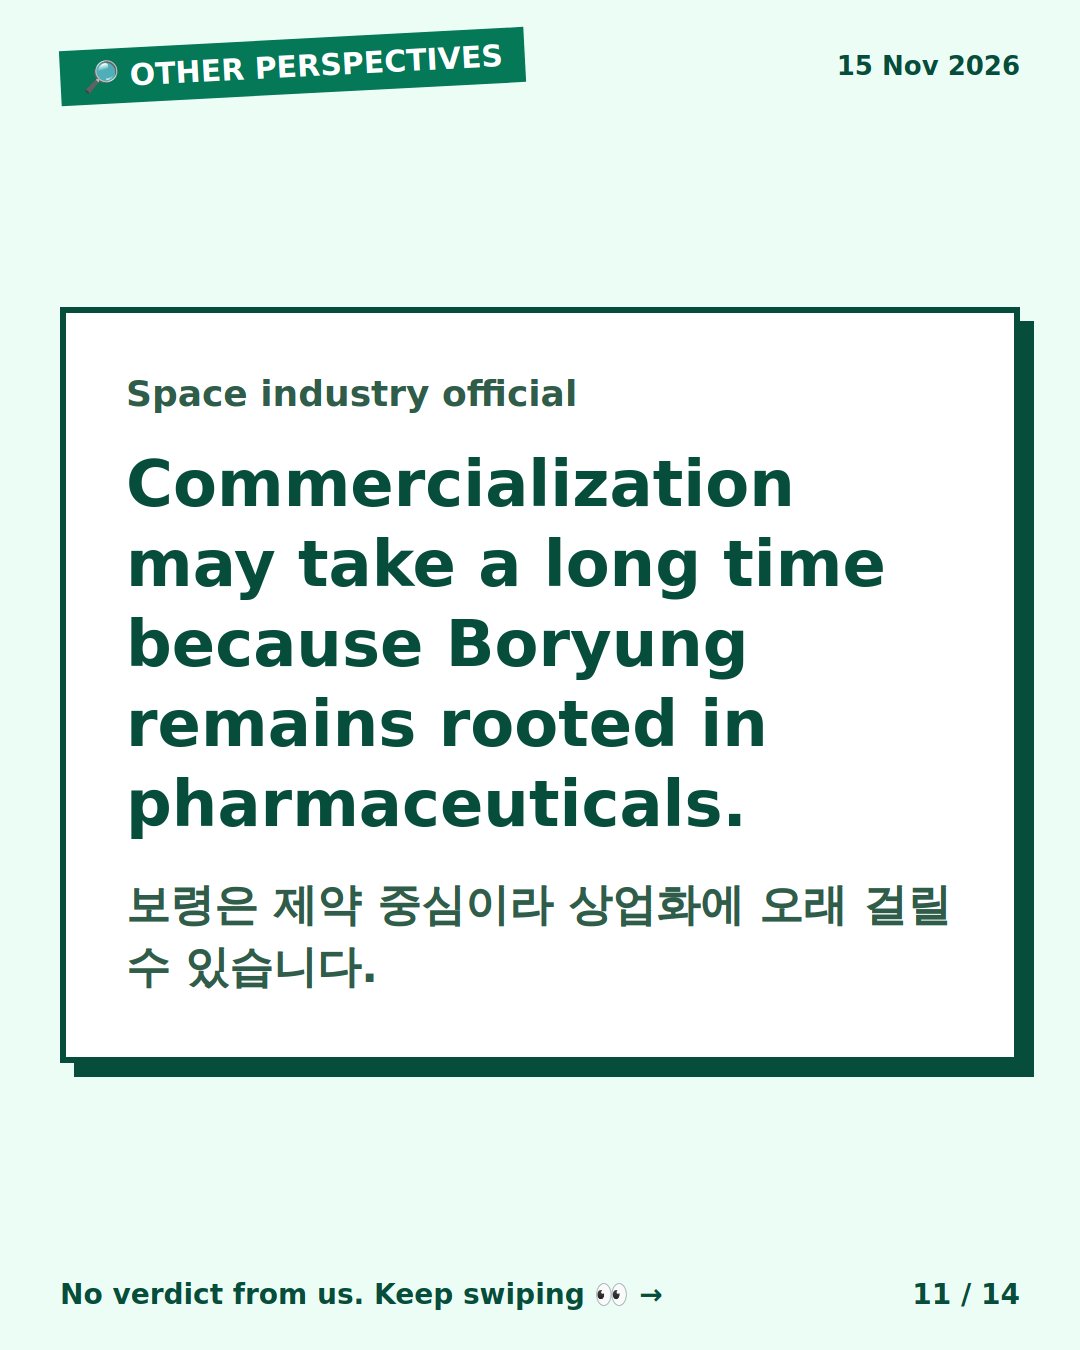 🔎 OTHER PERSPECTIVES
15 Nov 2026
Space industry official
Commercialization
may take a long time
because Boryung
remains rooted in
pharmaceuticals.
보령은 제약 중심이라 상업화에 오래 걸릴
수 있습니다.
No verdict from us. Keep swiping 👀 →
11 / 14